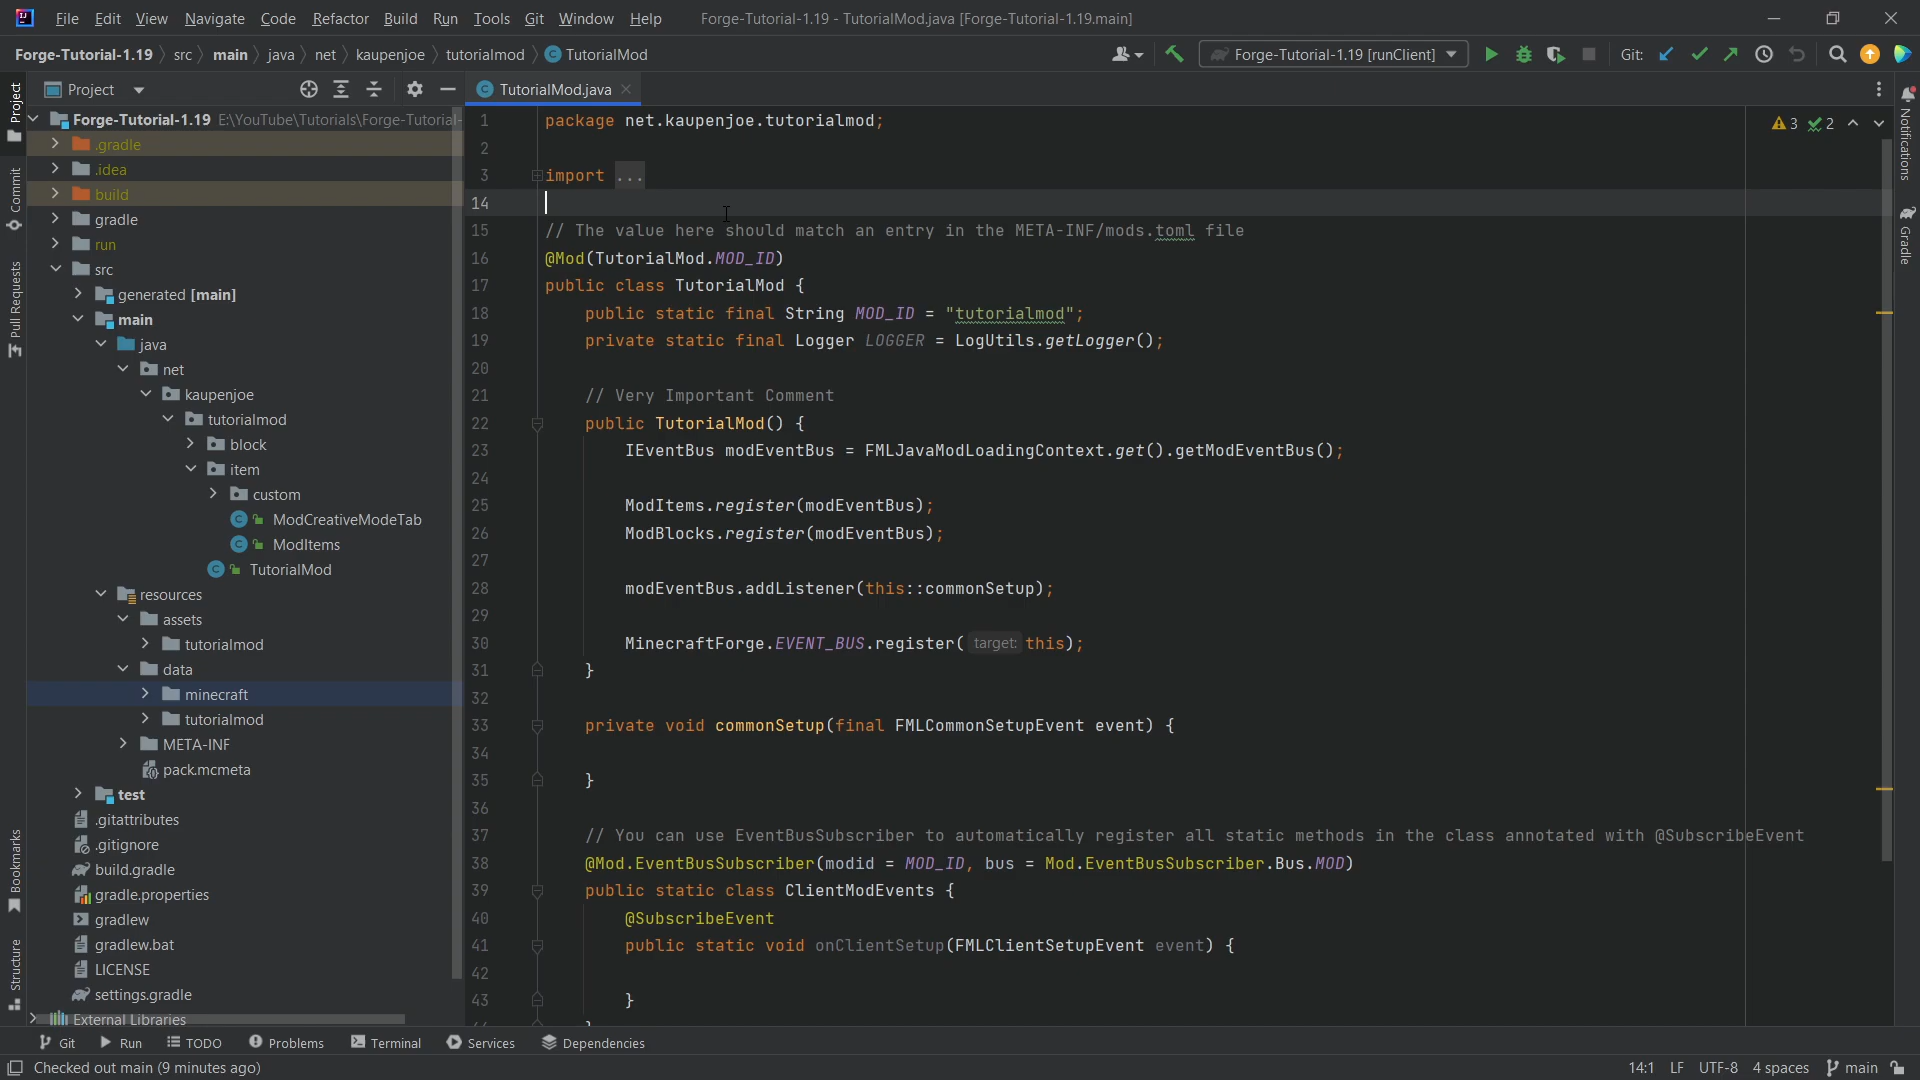 File Edit View Navigate Code Refactor Build Run Tools Git Window Help Forge-Tutorial-1.19 - TutorialMod.java [Forge-Tutorial-1.19.main]
Forge-Tutorial-1.19 src main java net kaupenjoe tutorialmod TutorialMod Forge-Tutorial-1.19 [runClient] Git:
Project TutorialMod.java
Forge-Tutorial-1.19 E:\YouTube\Tutorials\Forge-Tutorial-
.gradle
.idea
build
gradle
run
src
generated [main]
main
java
net
kaupenjoe
tutorialmod
block
item
custom
ModCreativeModeTab
ModItems
TutorialMod
resources
assets
tutorialmod
data
minecraft
tutorialmod
META-INF
pack.mcmeta
test
.gitattributes
.gitignore
build.gradle
gradle.properties
gradlew
gradlew.bat
LICENSE
settings.gradle
External Libraries
Project
Commit
Pull Requests
Bookmarks
Structure
1 package net.kaupenjoe.tutorialmod;
2
3 import ...
14
15 // The value here should match an entry in the META-INF/mods.toml file
16 @Mod(TutorialMod.MOD_ID)
17 public class TutorialMod {
18 public static final String MOD_ID = "tutorialmod";
19 private static final Logger LOGGER = LogUtils.getLogger();
20
21 // Very Important Comment
22 public TutorialMod() {
23 IEventBus modEventBus = FMLJavaModLoadingContext.get().getModEventBus();
24
25 ModItems.register(modEventBus);
26 ModBlocks.register(modEventBus);
27
28 modEventBus.addListener(this::commonSetup);
29
30 MinecraftForge.EVENT_BUS.register( target: this);
31 }
32
33 private void commonSetup(final FMLCommonSetupEvent event) {
34
35 }
36
37 // You can use EventBusSubscriber to automatically register all static methods in the class annotated with @SubscribeEvent
38 @Mod.EventBusSubscriber(modid = MOD_ID, bus = Mod.EventBusSubscriber.Bus.MOD)
39 public static class ClientModEvents {
40 @SubscribeEvent
41 public static void onClientSetup(FMLClientSetupEvent event) {
42
43 }
}
3 2
Notifications
Gradle
Git Run TODO Problems Terminal Services Dependencies
Checked out main (9 minutes ago) 14:1 LF UTF-8 4 spaces main